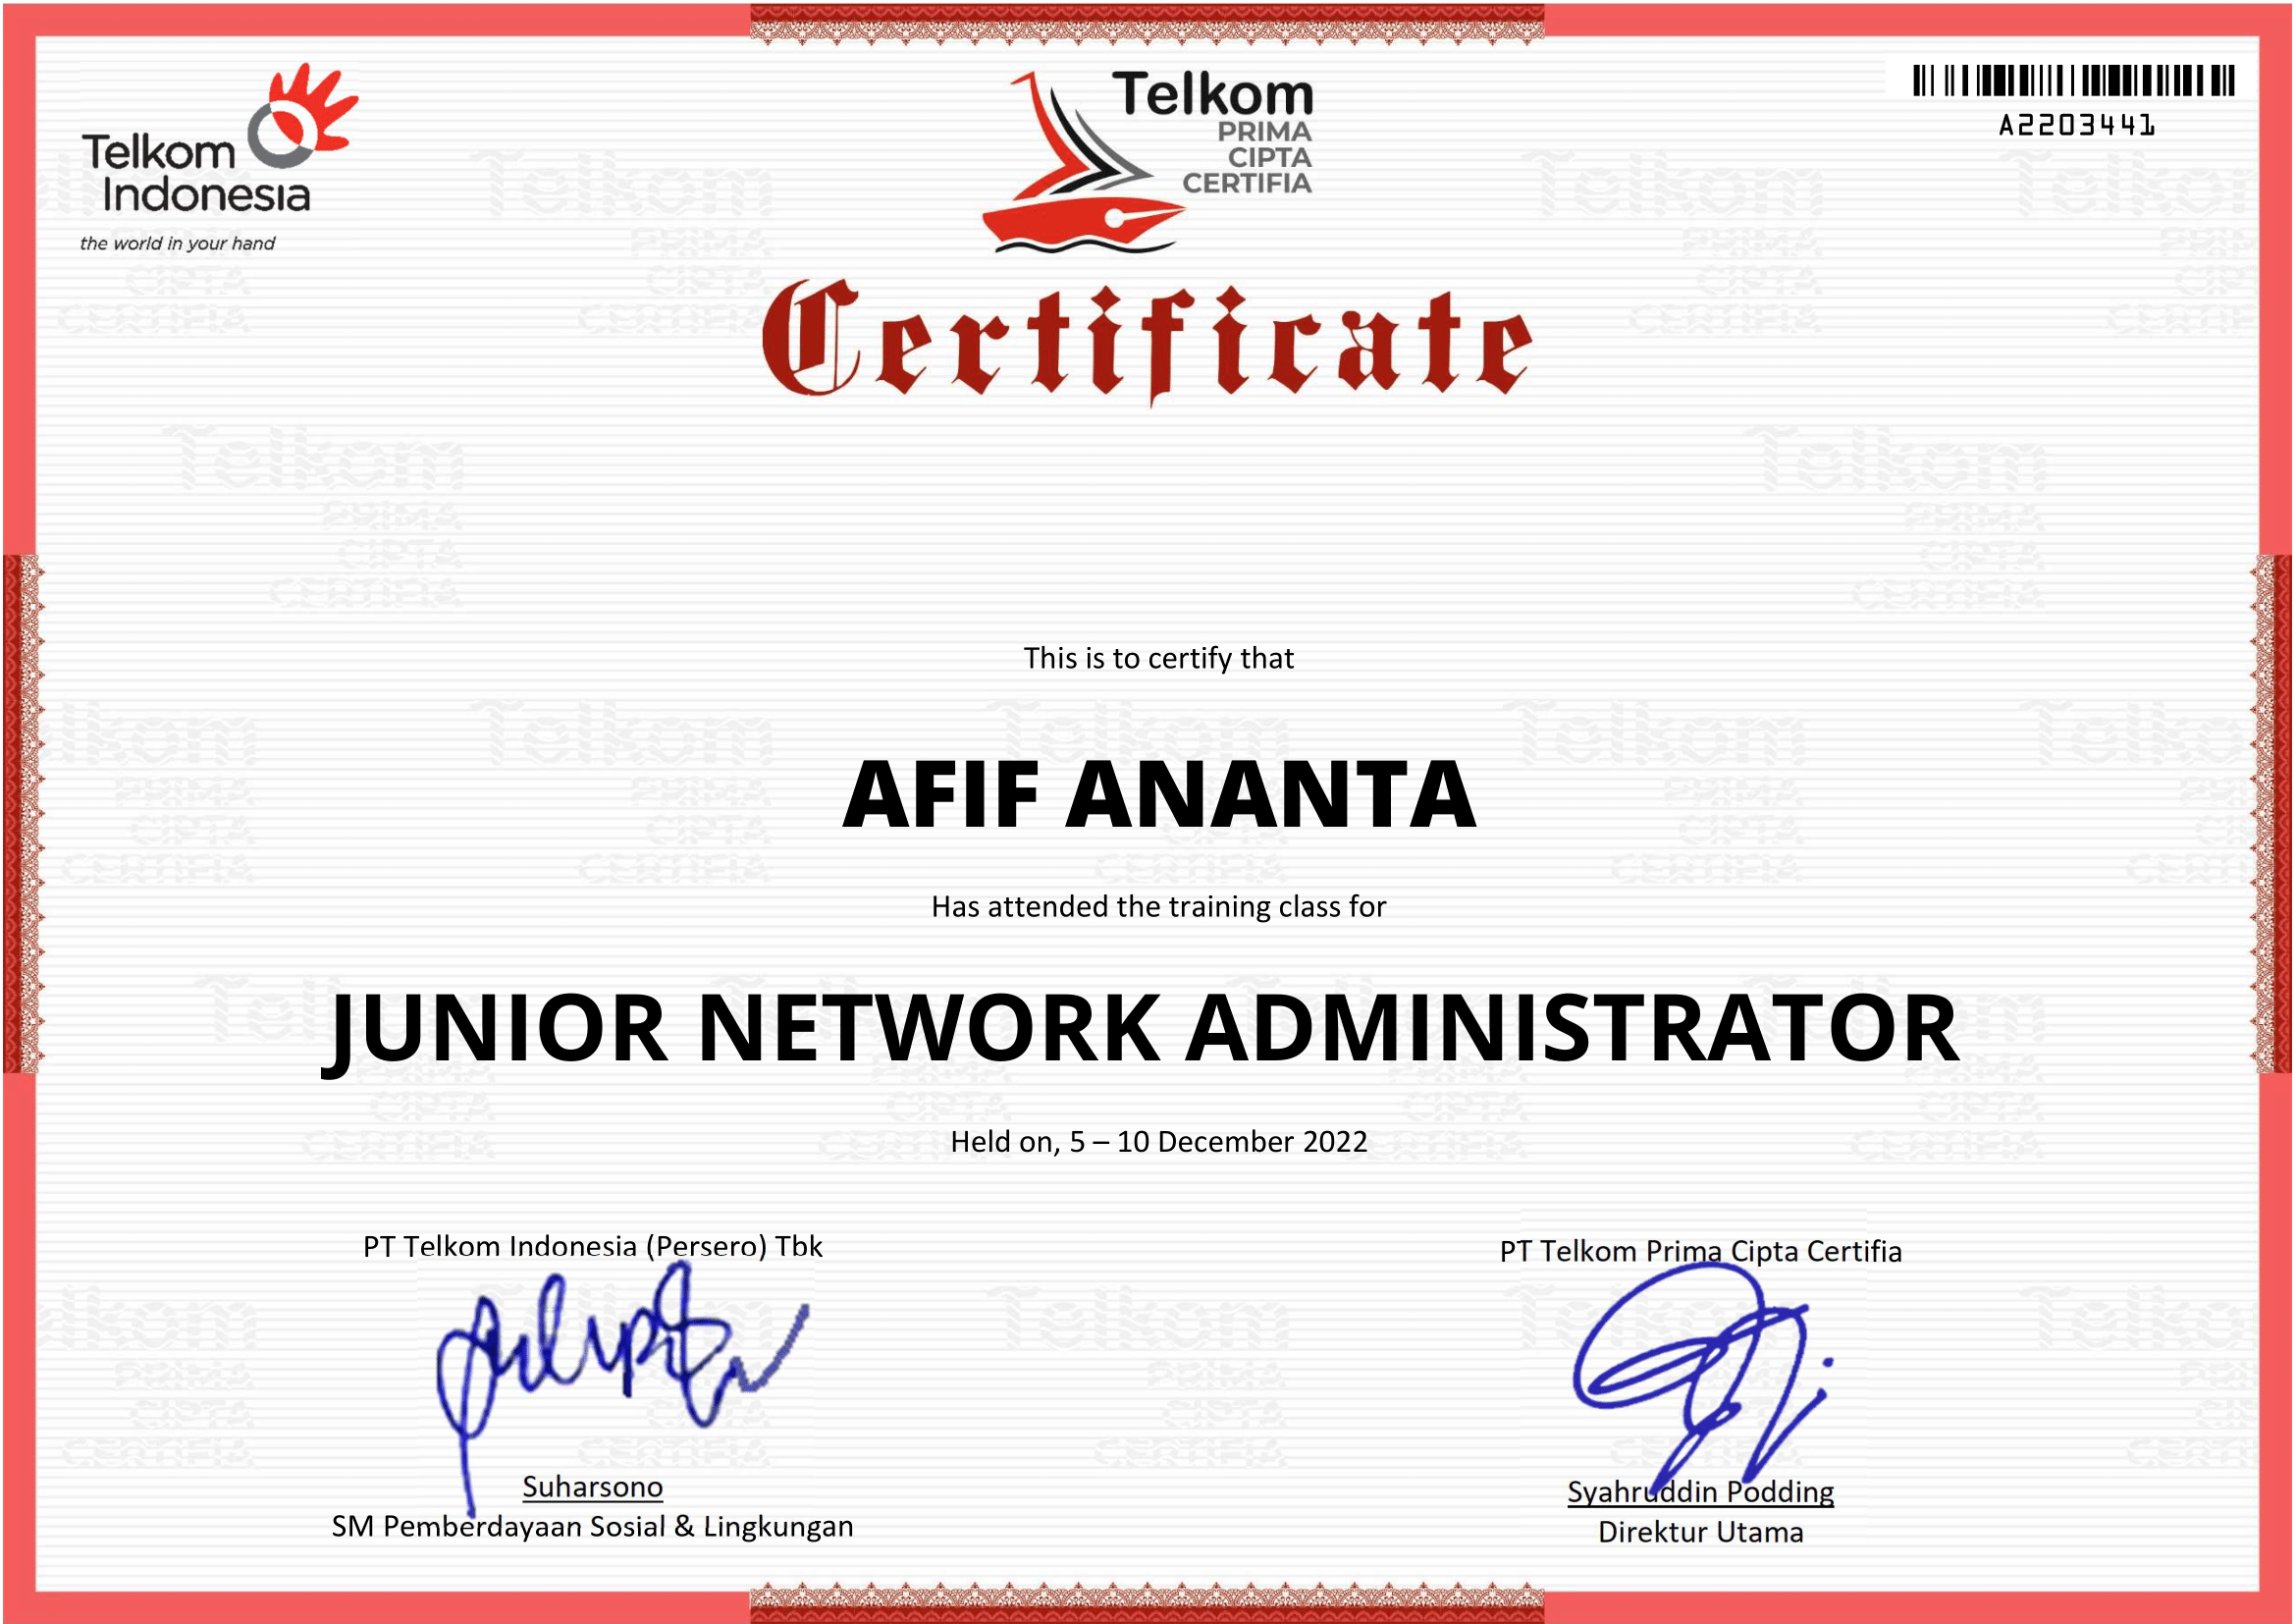 Telkom
Indonesia
the world in your hand
Telkom
PRIMA
CIPTA
CERTIFIA
A2203441
Certificate
This is to certify that
AFIF ANANTA
Has attended the training class for
JUNIOR NETWORK ADMINISTRATOR
Held on, 5 – 10 December 2022
PT Telkom Indonesia (Persero) Tbk
Suharsono
SM Pemberdayaan Sosial & Lingkungan
PT Telkom Prima Cipta Certifia
Syahruddin Podding
Direktur Utama